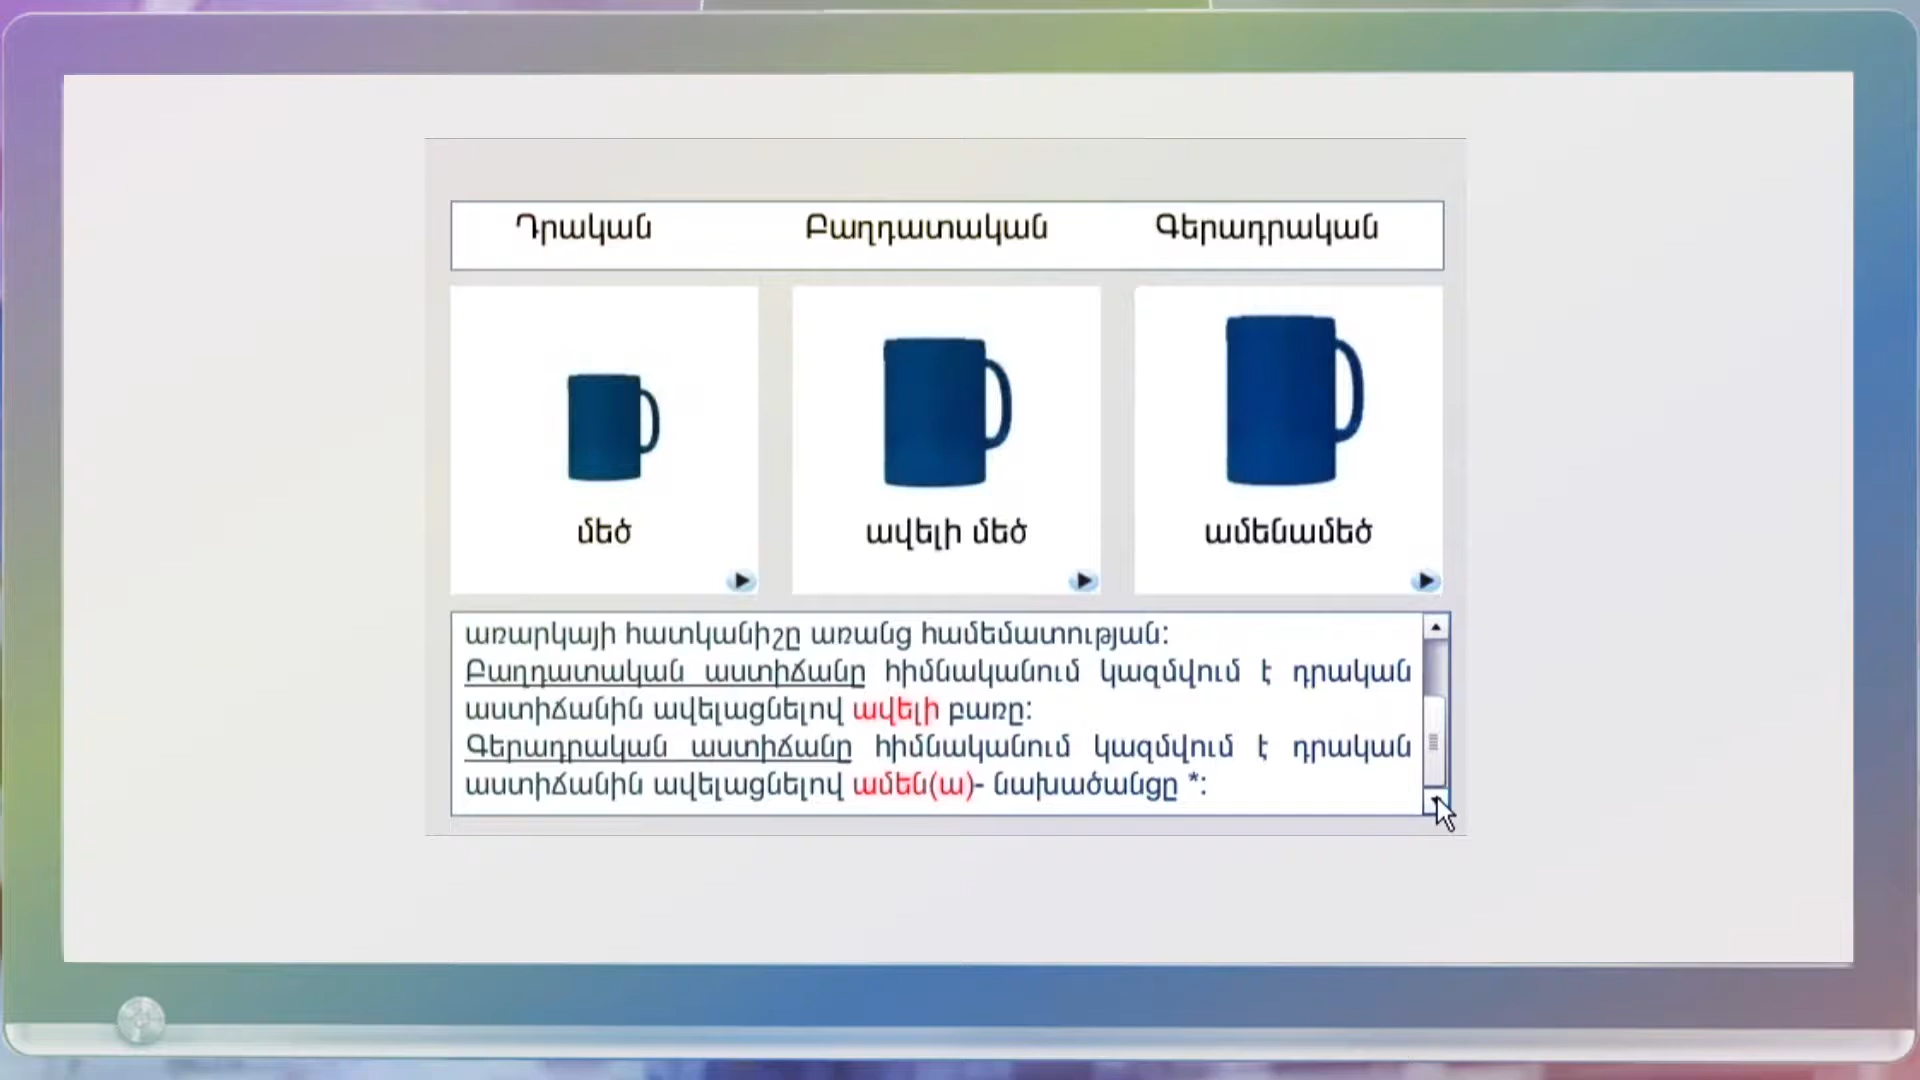 Դրական Բաղդատական Գերադրական
մեծ ավելի մեծ ամենամեծ
առարկայի հատկանիշը առանց համեմատության:
Բաղդատական աստիճանը հիմնականում կազմվում է դրական
աստիճանին ավելացնելով ավելի բառը:
Գերադրական աստիճանը հիմնականում կազմվում է դրական
աստիճանին ավելացնելով ամեն(ա)- նախածանցը *: